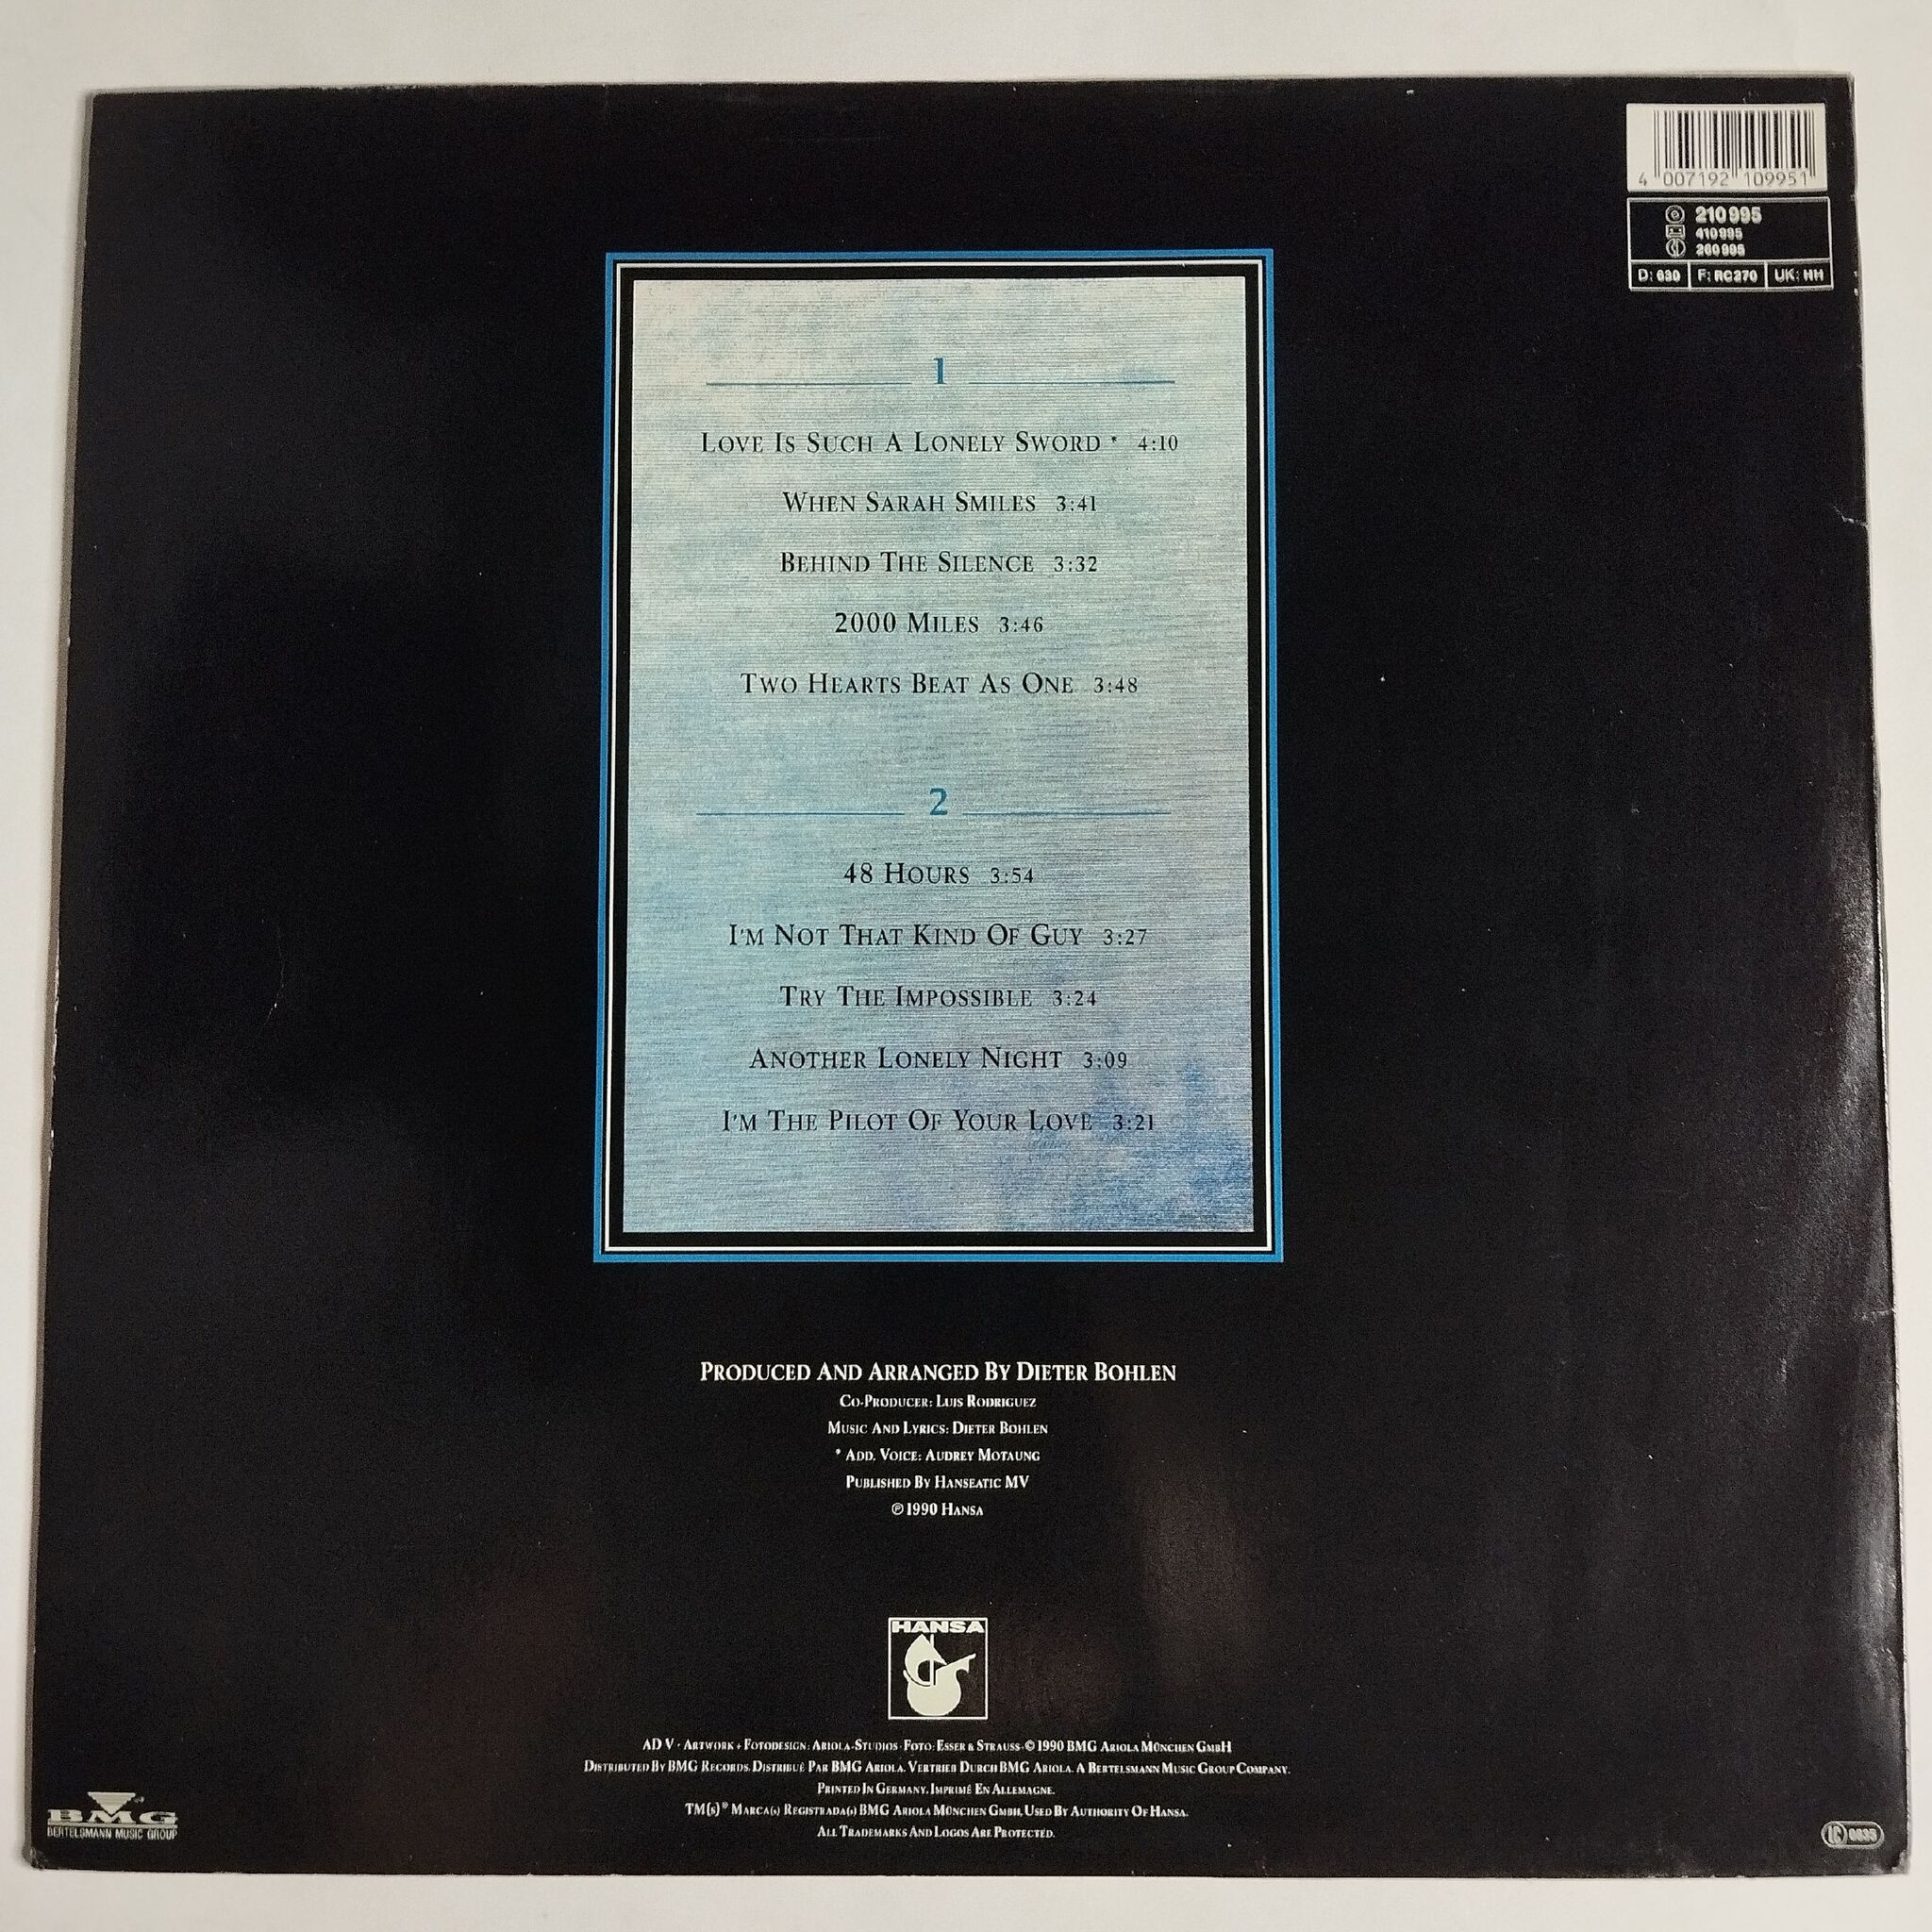 4 007192 109951
210 995
410 995
260 995
D: 630 F: RC 270 UK: HH
1
LOVE IS SUCH A LONELY SWORD * 4:10
WHEN SARAH SMILES 3:41
BEHIND THE SILENCE 3:32
2000 MILES 3:46
TWO HEARTS BEAT AS ONE 3:48
2
48 HOURS 3:54
I'M NOT THAT KIND OF GUY 3:27
TRY THE IMPOSSIBLE 3:24
ANOTHER LONELY NIGHT 3:09
I'M THE PILOT OF YOUR LOVE 3:21
PRODUCED AND ARRANGED BY DIETER BOHLEN
CO-PRODUCER: LUIS RODRIGUEZ
MUSIC AND LYRICS: DIETER BOHLEN
* ADD. VOICE: AUDREY MOTAUNG
PUBLISHED BY HANSEATIC MV
℗ 1990 HANSA
HANSA
AD V · ARTWORK + FOTODESIGN: ARIOLA-STUDIOS · FOTO: ESSER & STRAUSS · © 1990 BMG ARIOLA MÜNCHEN GMBH
DISTRIBUTED BY BMG RECORDS. DISTRIBUÉ PAR BMG ARIOLA. VERTRIEB DURCH BMG ARIOLA. A BERTELSMANN MUSIC GROUP COMPANY.
PRINTED IN GERMANY. IMPRIMÉ EN ALLEMAGNE.
TM(S)® MARCA(S) REGISTRADA(S) BMG ARIOLA MÜNCHEN GMBH, USED BY AUTHORITY OF HANSA.
ALL TRADEMARKS AND LOGOS ARE PROTECTED.
BMG
BERTELSMANN MUSIC GROUP
LC 0835